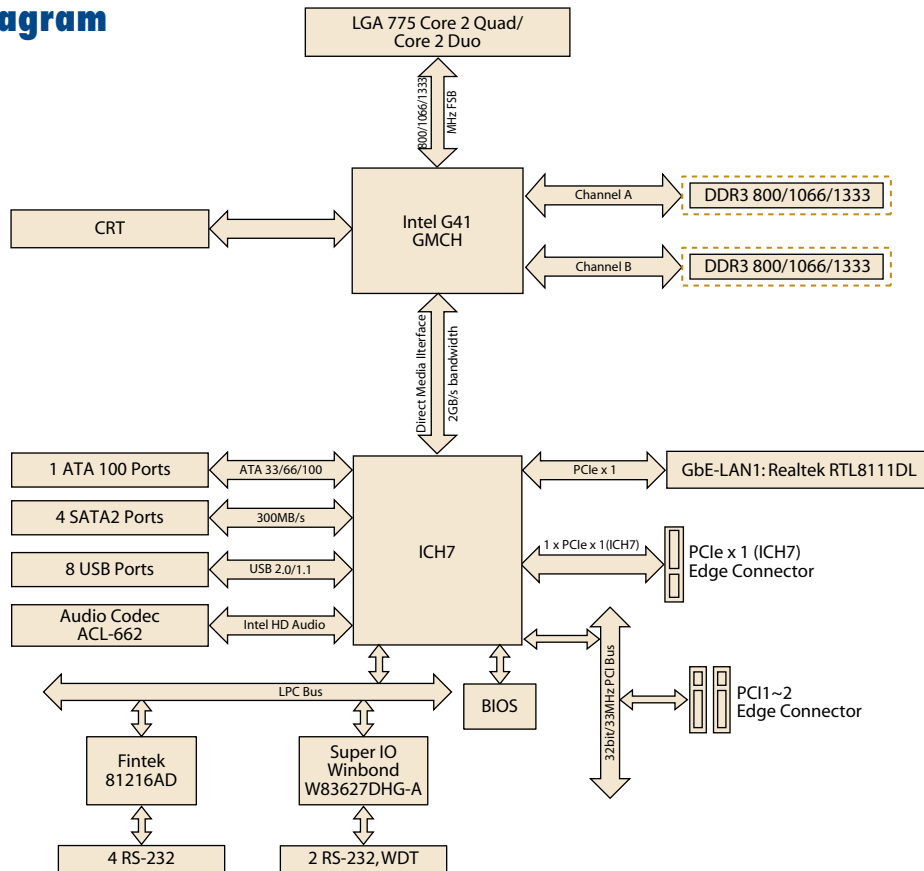 agram
LGA 775 Core 2 Quad/
Core 2 Duo
800/1066/1333
MHz FSB
Intel G41
GMCH
CRT
Channel A
DDR3 800/1066/1333
Channel B
DDR3 800/1066/1333
Direct Media IIterface
2GB/s bandwidth
1 ATA 100 Ports
ATA 33/66/100
4 SATA2 Ports
300MB/s
8 USB Ports
USB 2.0/1.1
Audio Codec
ACL-662
Intel HD Audio
ICH7
PCIe x 1
GbE-LAN1: Realtek RTL8111DL
1 x PCIe x 1(ICH7)
PCIe x 1 (ICH7)
Edge Connector
32bit/33MHz PCI Bus
PCI1~2
Edge Connector
LPC Bus
BIOS
Fintek
81216AD
Super IO
Winbond
W83627DHG-A
4 RS-232
2 RS-232, WDT